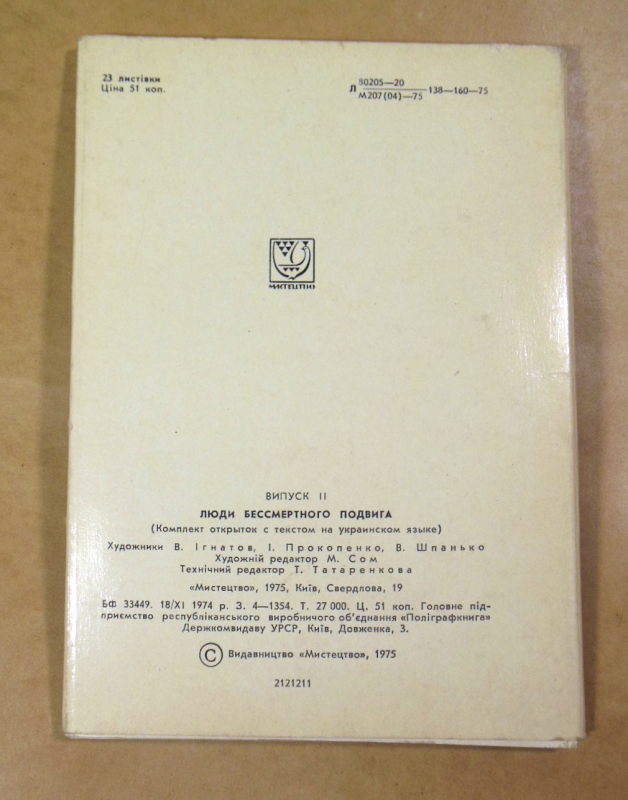 23 листівки
Ціна 51 коп.
Л 80205—20
М207(04)—75 138—160—75
МИСТЕЦТВО
ВИПУСК II
ЛЮДИ БЕССМЕРТНОГО ПОДВИГА
(Комплект открыток с текстом на украинском языке)
Художники В. Ігнатов, І. Прокопенко, В. Шпанько
Художній редактор М. Сом
Технічний редактор Т. Татаренкова
«Мистецтво», 1975, Київ, Свердлова, 19
БФ 33449. 18/XI 1974 р. З. 4—1354. Т. 27 000. Ц. 51 коп. Головне під-
приємство республіканського виробничого об'єднання «Поліграфкнига»
Держкомвидаву УРСР, Київ, Довженка, 3.
© Видавництво «Мистецтво», 1975
2121211